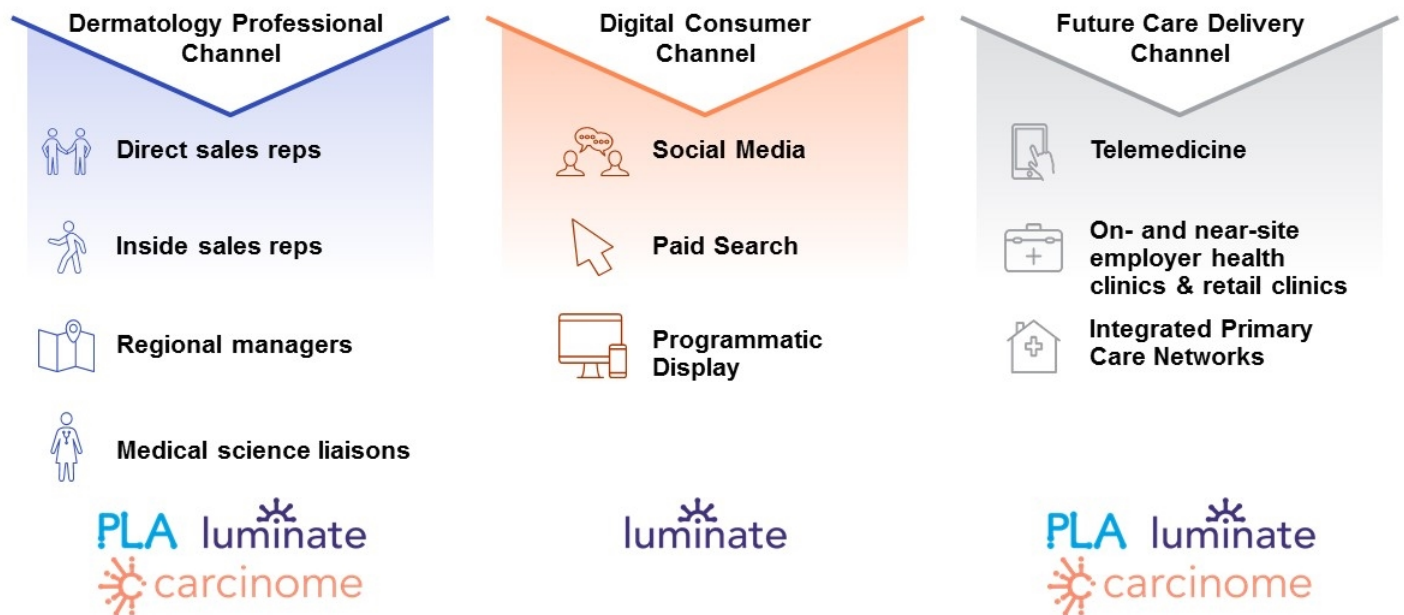 Dermatology Professional
Channel
Direct sales reps
Inside sales reps
Regional managers
Medical science liaisons
PLA luminate
carcinome
Digital Consumer
Channel
Social Media
Paid Search
Programmatic
Display
luminate
Future Care Delivery
Channel
Telemedicine
On- and near-site
employer health
clinics & retail clinics
Integrated Primary
Care Networks
PLA luminate
carcinome